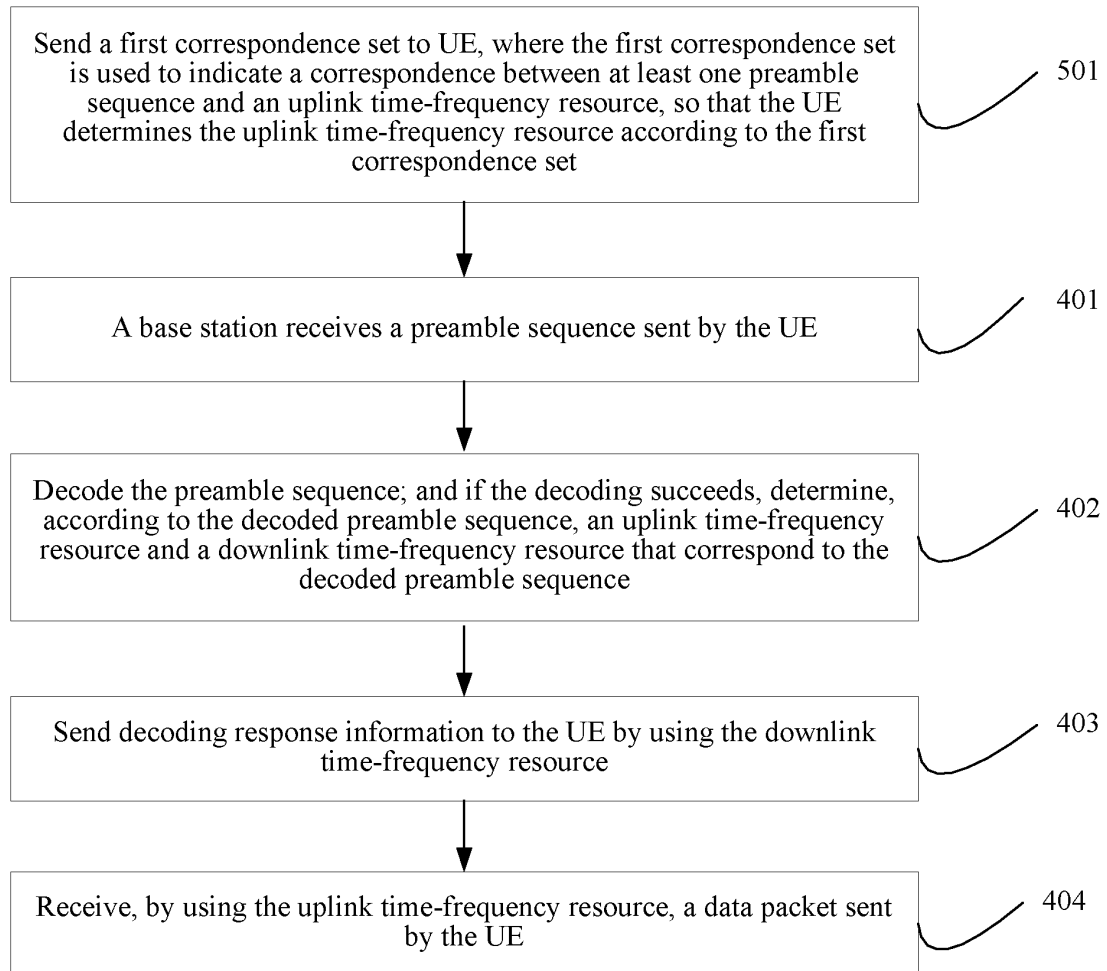 Send a first correspondence set to UE, where the first correspondence set
is used to indicate a correspondence between at least one preamble
sequence and an uplink time-frequency resource, so that the UE
determines the uplink time-frequency resource according to the first
correspondence set
501
A base station receives a preamble sequence sent by the UE
401
Decode the preamble sequence; and if the decoding succeeds, determine,
according to the decoded preamble sequence, an uplink time-frequency
resource and a downlink time-frequency resource that correspond to the
decoded preamble sequence
402
Send decoding response information to the UE by using the downlink
time-frequency resource
403
Receive, by using the uplink time-frequency resource, a data packet sent
by the UE
404